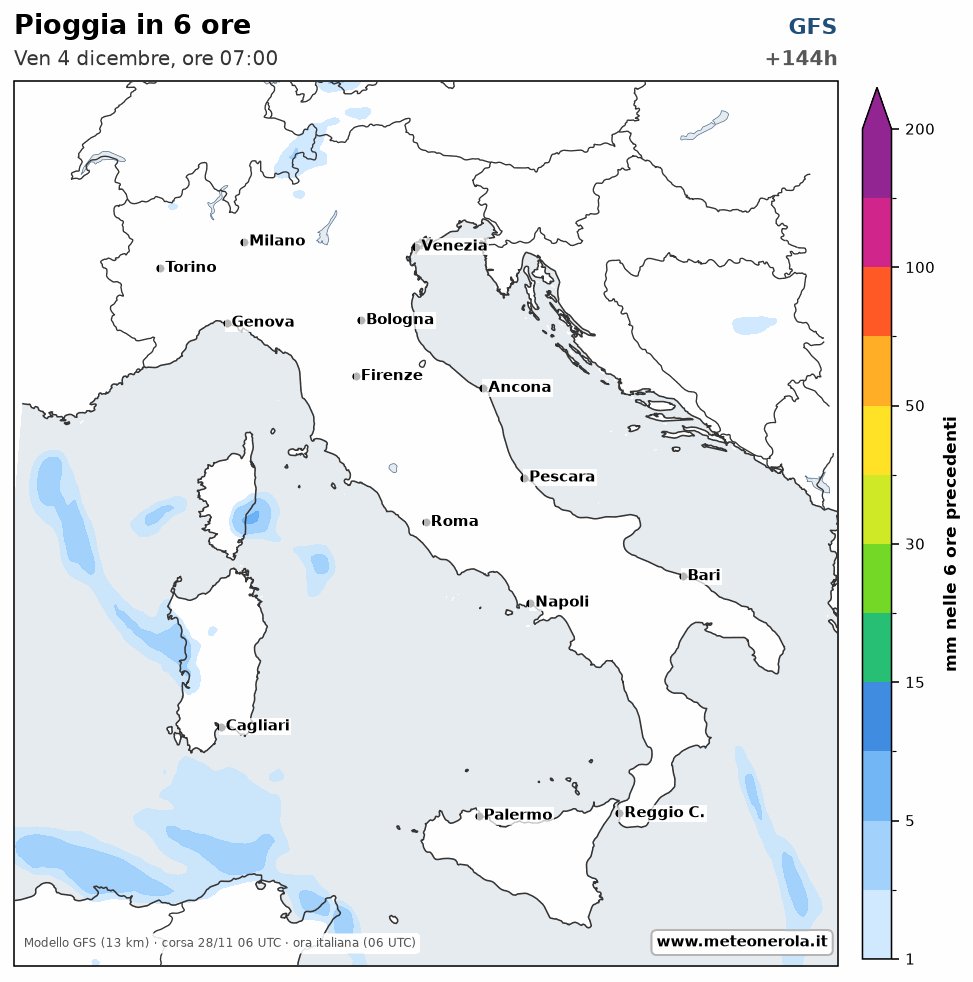 Pioggia in 6 ore
GFS
Ven 4 dicembre, ore 07:00
+144h
Milano
Venezia
Torino
Genova
Bologna
Firenze
Ancona
Pescara
Roma
Bari
Napoli
Cagliari
Palermo
Reggio C.
200
100
50
30
15
5
1
mm nelle 6 ore precedenti
Modello GFS (13 km) · corsa 28/11 06 UTC · ora italiana (06 UTC)
www.meteonerola.it